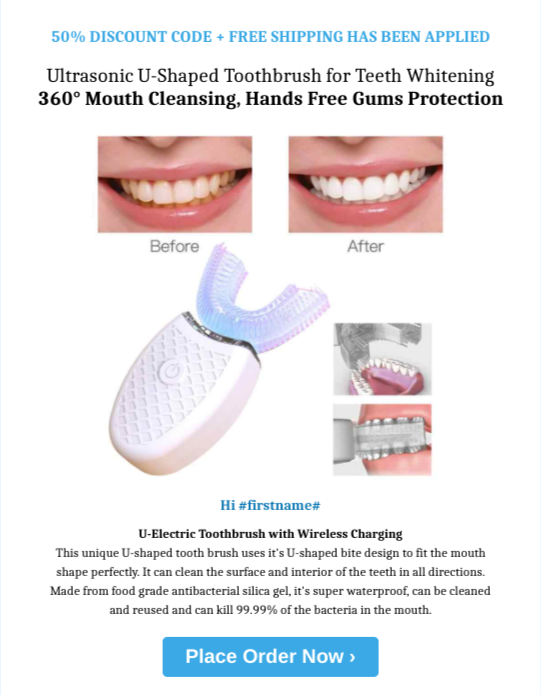 50% DISCOUNT CODE + FREE SHIPPING HAS BEEN APPLIED
Ultrasonic U-Shaped Toothbrush for Teeth Whitening
360° Mouth Cleansing, Hands Free Gums Protection
Before
After
Hi #firstname#
U-Electric Toothbrush with Wireless Charging
This unique U-shaped tooth brush uses it's U-shaped bite design to fit the mouth
shape perfectly. It can clean the surface and interior of the teeth in all directions.
Made from food grade antibacterial silica gel, it's super waterproof, can be cleaned
and reused and can kill 99.99% of the bacteria in the mouth.
Place Order Now ›